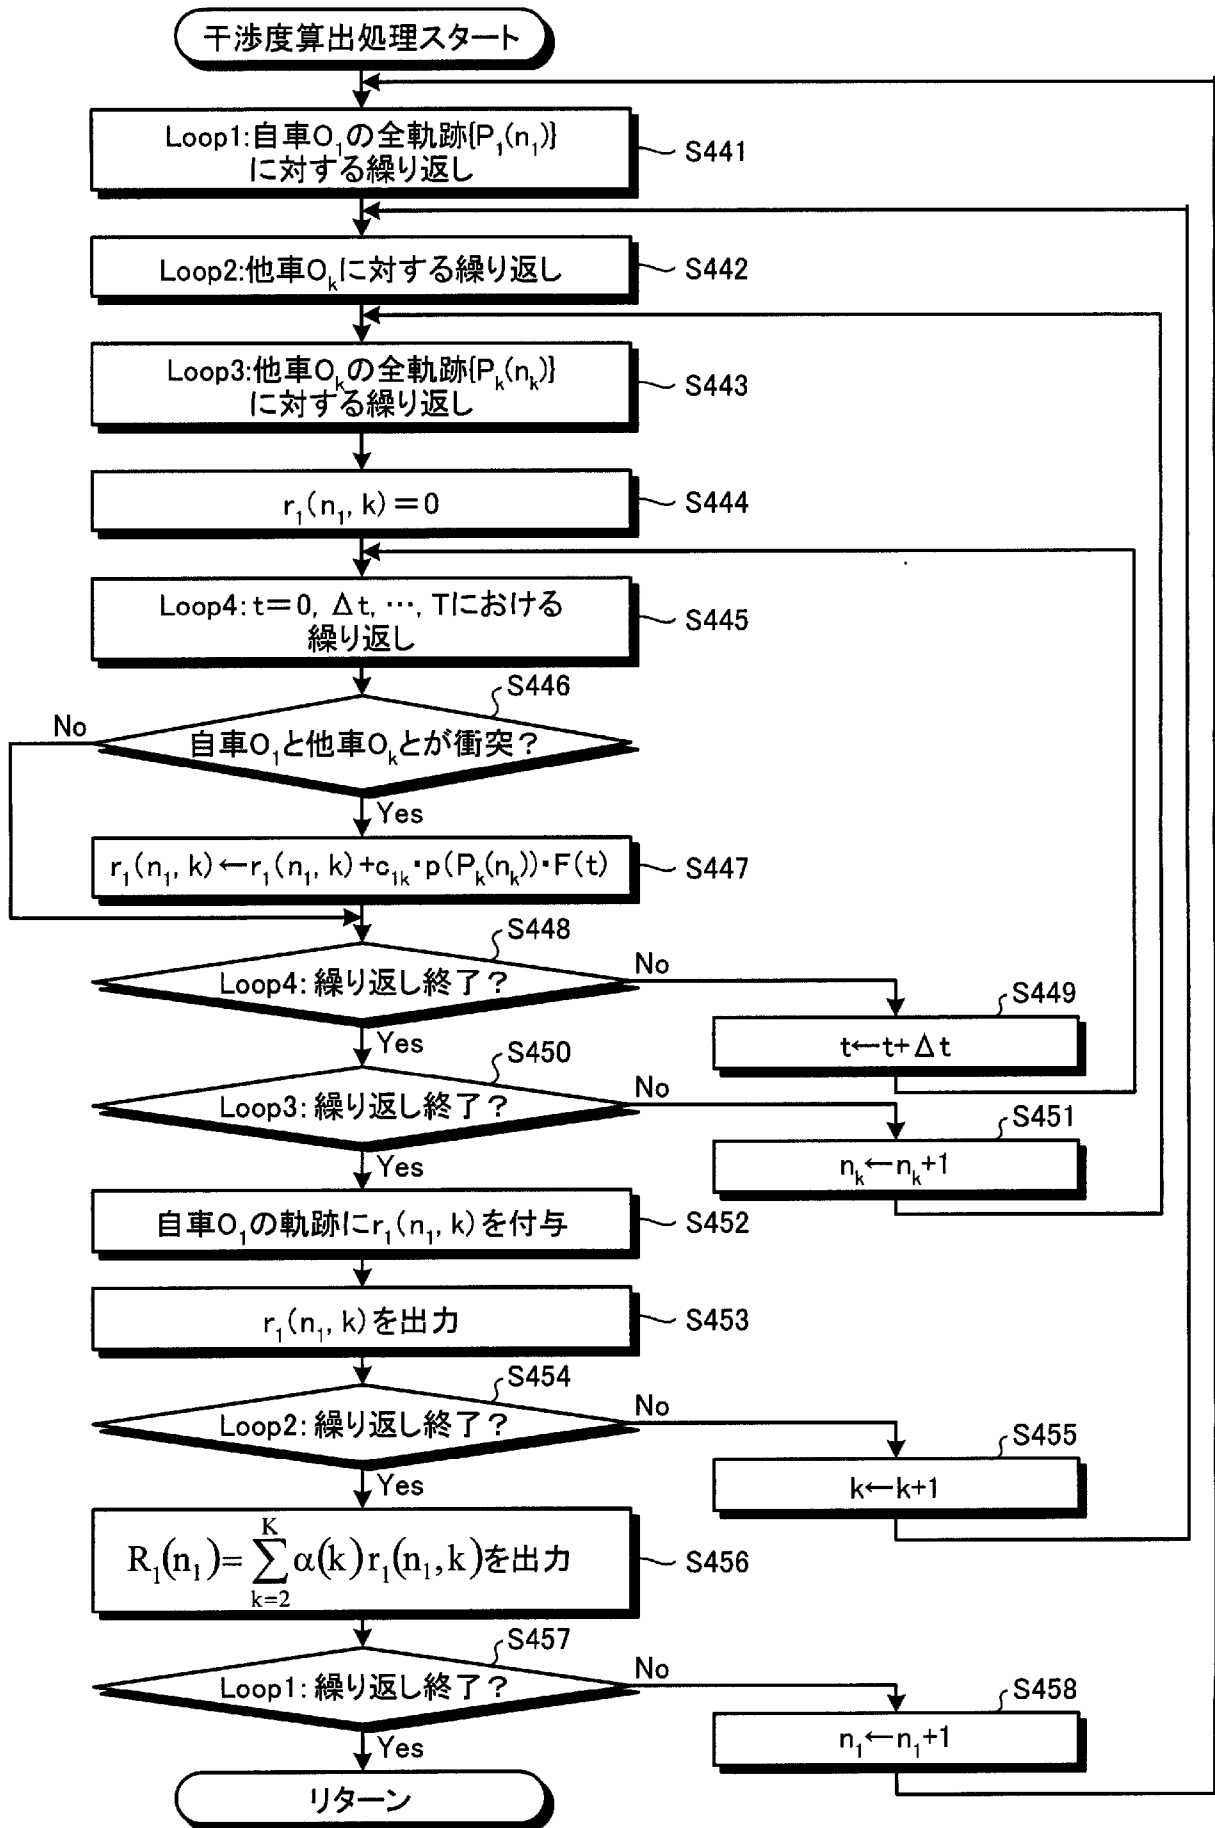 干渉度算出処理スタート
Loop1:自車O₁の全軌跡{P₁(n₁)}
に対する繰り返し
S441
Loop2:他車Oₖに対する繰り返し
S442
Loop3:他車Oₖの全軌跡{Pₖ(nₖ)}
に対する繰り返し
S443
r₁(n₁, k)=0
S444
Loop4:t=0, Δt, …, Tにおける
繰り返し
S445
S446
No
自車O₁と他車Oₖとが衝突?
Yes
r₁(n₁, k)←r₁(n₁, k)+c₁ₖ・p(Pₖ(nₖ))・F(t)
S447
S448
Loop4:繰り返し終了?
No
S449
t←t+Δt
Yes
S450
Loop3:繰り返し終了?
No
S451
nₖ←nₖ+1
Yes
自車O₁の軌跡にr₁(n₁, k)を付与
S452
r₁(n₁, k)を出力
S453
S454
Loop2:繰り返し終了?
No
S455
k←k+1
Yes
R₁(n₁)=∑_{k=2}^{K} α(k)r₁(n₁,k)を出力
S456
S457
Loop1:繰り返し終了?
No
S458
n₁←n₁+1
Yes
リターン